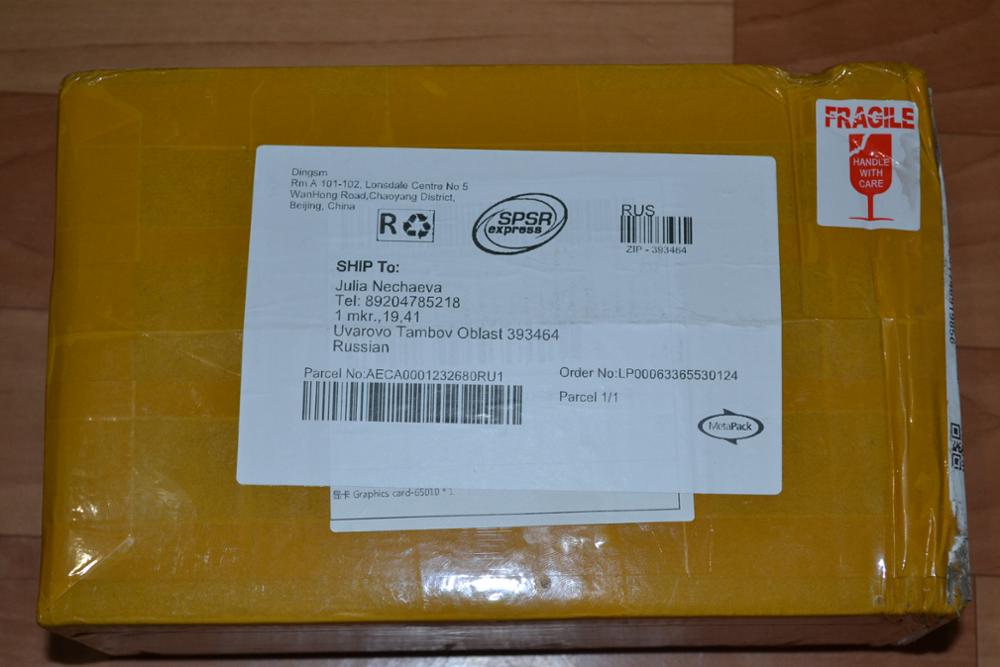 FRAGILE
HANDLE
WITH
CARE
Dingsm
Rm A 101-102, Lonsdale Centre No 5
WanHong Road,Chaoyang District,
Beijing, China
R
SPSR
express
RUS
ZIP - 393464
SHIP To:
Julia Nechaeva
Tel: 89204785218
1 mkr.,19,41
Uvarovo Tambov Oblast 393464
Russian
Parcel No:AECA0001232680RU1
Order No:LP00063365530124
Parcel 1/1
MetaPack
显卡 Graphics card-65010 * 1